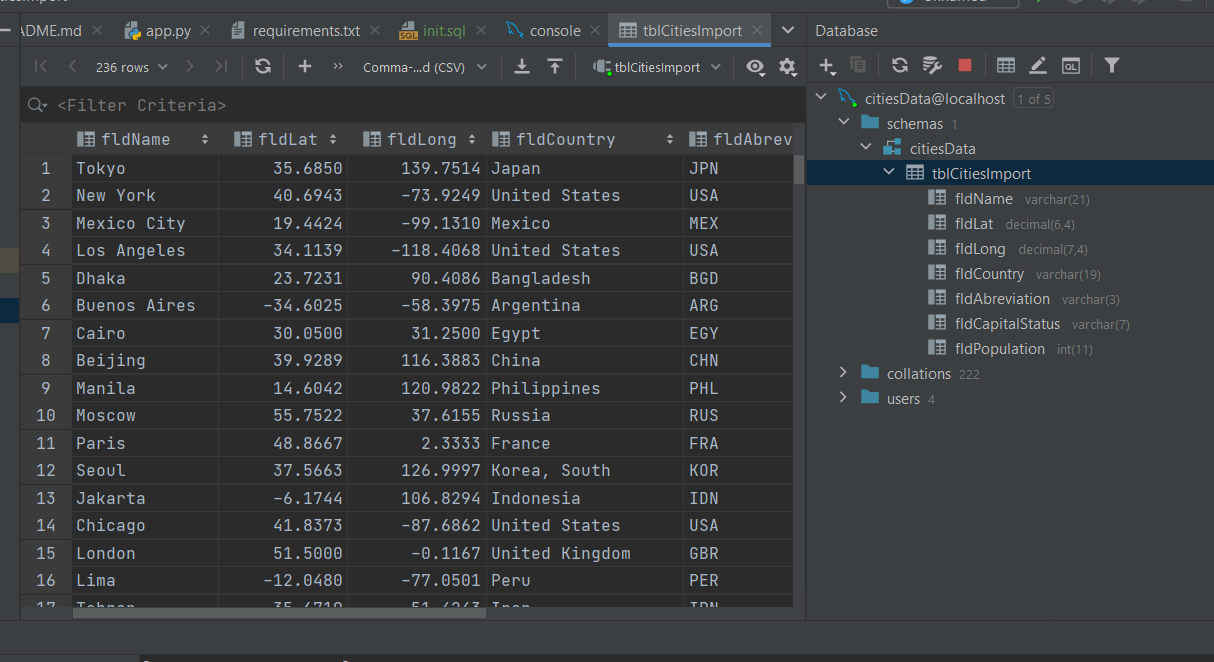 ADME.md app.py requirements.txt init.sql console tblCitiesImport Database
236 rows Comma-...d (CSV) tblCitiesImport
<Filter Criteria>
fldName fldLat fldLong fldCountry fldAbrev
1 Tokyo 35.6850 139.7514 Japan JPN
2 New York 40.6943 -73.9249 United States USA
3 Mexico City 19.4424 -99.1310 Mexico MEX
4 Los Angeles 34.1139 -118.4068 United States USA
5 Dhaka 23.7231 90.4086 Bangladesh BGD
6 Buenos Aires -34.6025 -58.3975 Argentina ARG
7 Cairo 30.0500 31.2500 Egypt EGY
8 Beijing 39.9289 116.3883 China CHN
9 Manila 14.6042 120.9822 Philippines PHL
10 Moscow 55.7522 37.6155 Russia RUS
11 Paris 48.8667 2.3333 France FRA
12 Seoul 37.5663 126.9997 Korea, South KOR
13 Jakarta -6.1744 106.8294 Indonesia IDN
14 Chicago 41.8373 -87.6862 United States USA
15 London 51.5000 -0.1167 United Kingdom GBR
16 Lima -12.0480 -77.0501 Peru PER
QL
citiesData@localhost 1 of 5
schemas 1
citiesData
tblCitiesImport
fldName varchar(21)
fldLat decimal(6,4)
fldLong decimal(7,4)
fldCountry varchar(19)
fldAbreviation varchar(3)
fldCapitalStatus varchar(7)
fldPopulation int(11)
collations 222
users 4